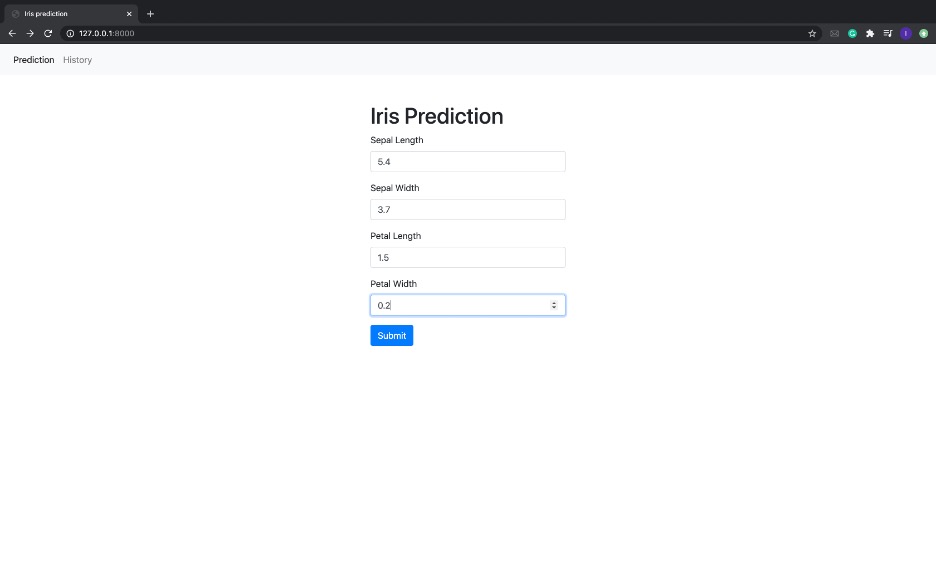 Iris prediction
127.0.0.1:8000
Prediction History
Iris Prediction
Sepal Length
5.4
Sepal Width
3.7
Petal Length
1.5
Petal Width
0.2
Submit